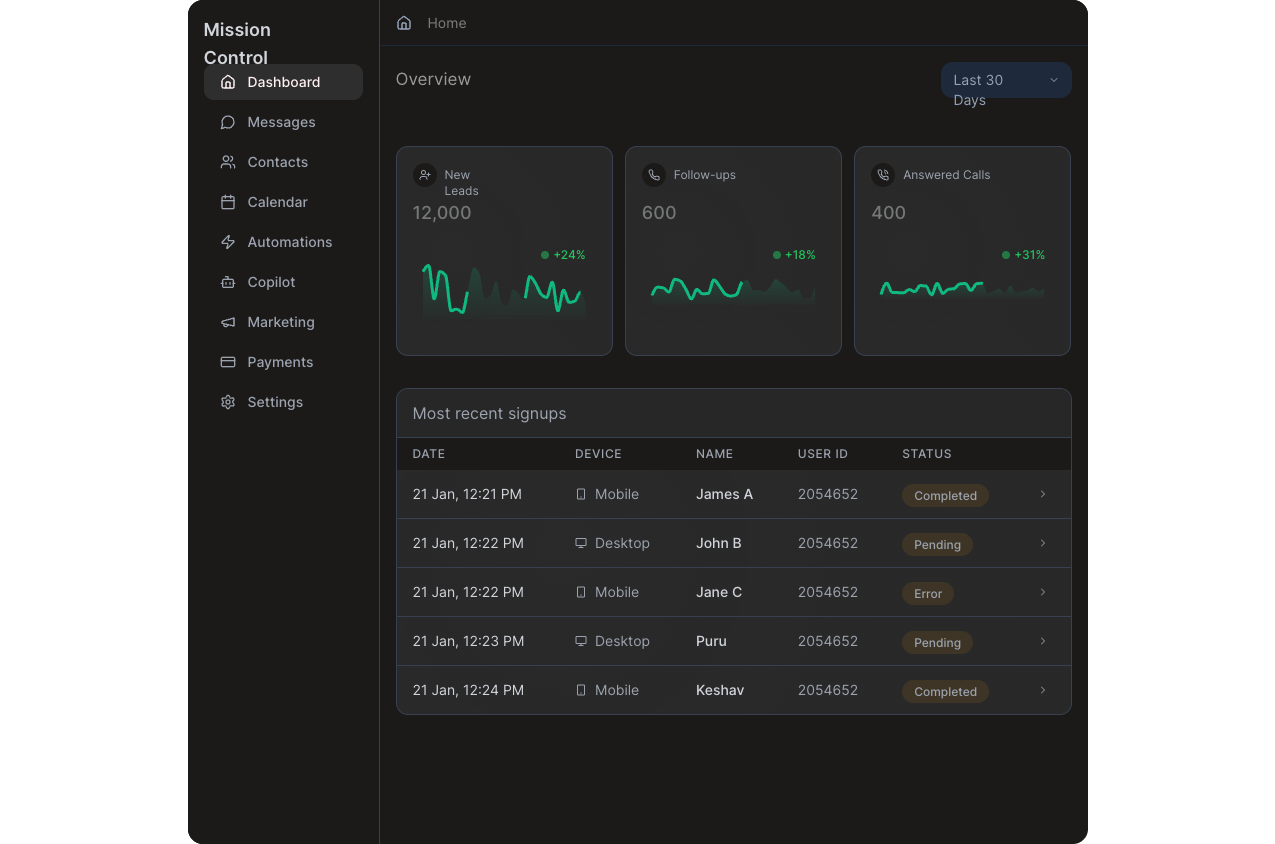 Mission
Control
Dashboard
Messages
Contacts
Calendar
Automations
Copilot
Marketing
Payments
Settings
Home
Overview
Last 30
Days
New
Leads
12,000
+24%
Follow-ups
600
+18%
Answered Calls
400
+31%
Most recent signups
DATE DEVICE NAME USER ID STATUS
21 Jan, 12:21 PM Mobile James A 2054652 Completed
21 Jan, 12:22 PM Desktop John B 2054652 Pending
21 Jan, 12:22 PM Mobile Jane C 2054652 Error
21 Jan, 12:23 PM Desktop Puru 2054652 Pending
21 Jan, 12:24 PM Mobile Keshav 2054652 Completed